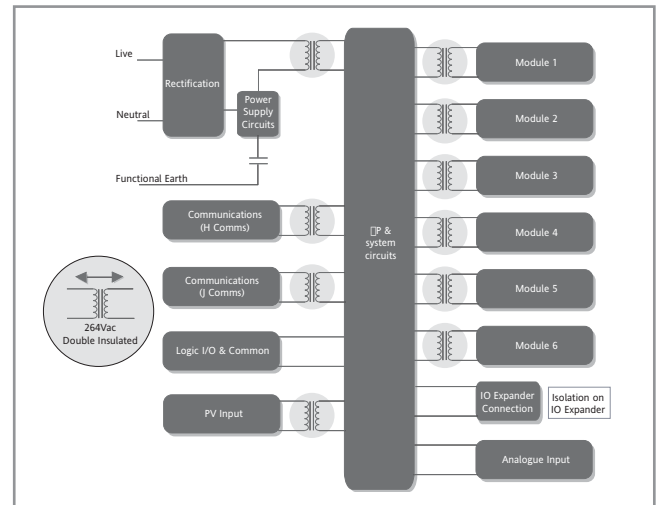 Live
Rectification
Neutral
Power
Supply
Circuits
Functional Earth
Communications
(H Comms)
Communications
(J Comms)
264Vac
Double Insulated
Logic I/O & Common
PV Input
▯P &
system
circuits
Module 1
Module 2
Module 3
Module 4
Module 5
Module 6
IO Expander
Connection
Isolation on
IO Expander
Analogue Input